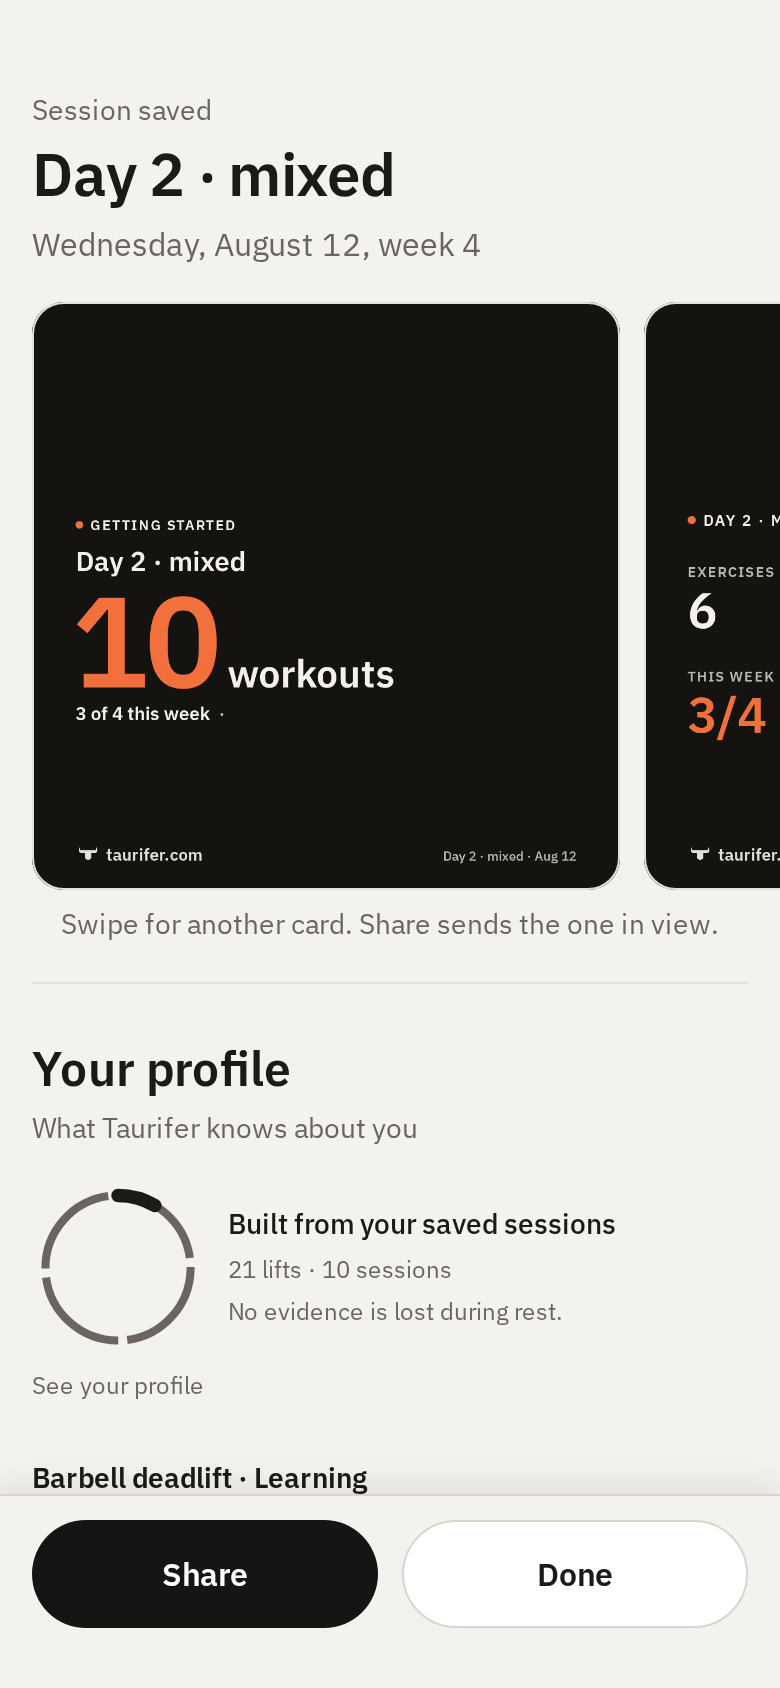 Session saved
Day 2 · mixed
Wednesday, August 12, week 4
GETTING STARTED
Day 2 · mixed
10 workouts
3 of 4 this week ·
taurifer.com
Day 2 · mixed · Aug 12
DAY 2 ·
EXERCISES
6
THIS WEEK
3/4
taurifer.
Swipe for another card. Share sends the one in view.
Your profile
What Taurifer knows about you
Built from your saved sessions
21 lifts · 10 sessions
No evidence is lost during rest.
See your profile
Barbell deadlift · Learning
Share
Done